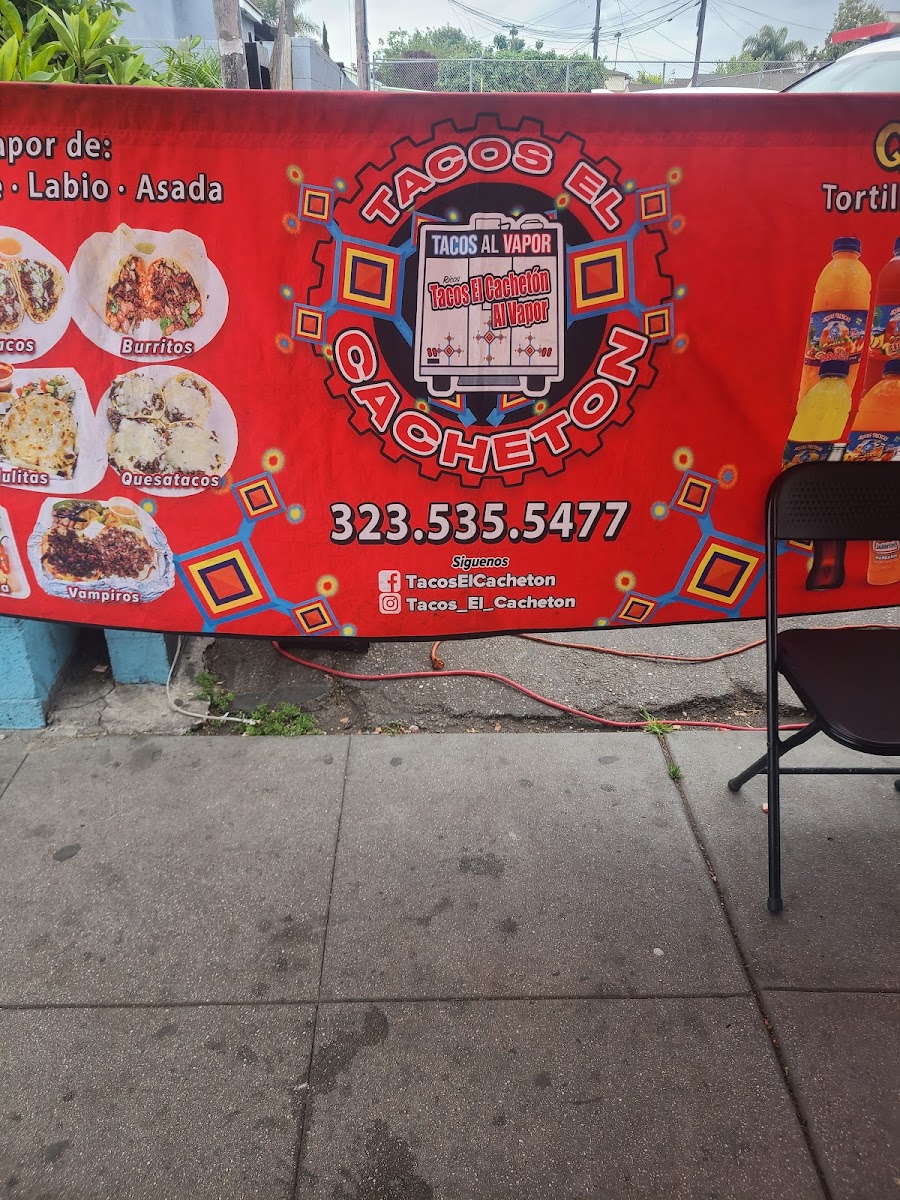 apor de:
· Labio · Asada
acos
Burritos
ulitas
Quesatacos
Vampiros
TACOS EL
CACHETON
TACOS AL VAPOR
Ricos
Tacos El Cachetón
Al Vapor
323.535.5477
Siguenos
TacosElCacheton
Tacos_El_Cacheton
Q
Tortil